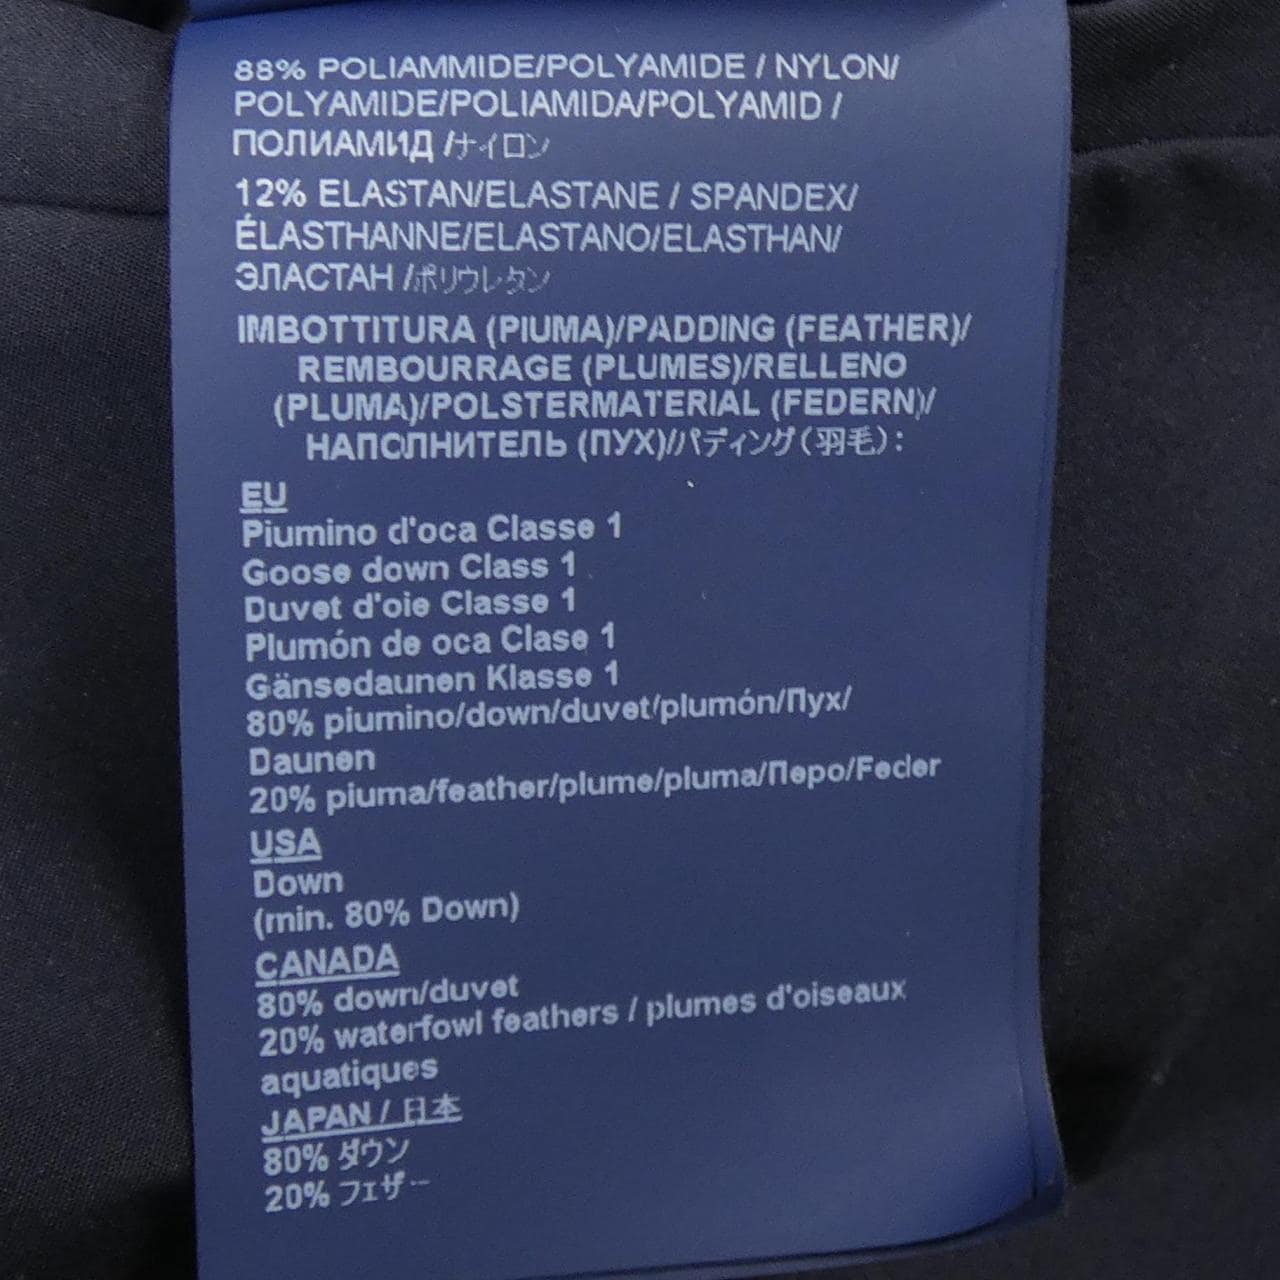 88% POLIAMMIDE/POLYAMIDE / NYLON/
POLYAMIDE/POLIAMIDA/POLYAMID /
ПОЛИАМИД /ナイロン
12% ELASTAN/ELASTANE / SPANDEX/
ÉLASTHANNE/ELASTANO/ELASTHAN/
ЭЛАСТАН /ポリウレタン
IMBOTTITURA (PIUMA)/PADDING (FEATHER)/
REMBOURRAGE (PLUMES)/RELLENO
(PLUMA)/POLSTERMATERIAL (FEDERN)/
НАПОЛНИТЕЛЬ (ПУХ)/パディング(羽毛):
EU
Piumino d'oca Classe 1
Goose down Class 1
Duvet d'oie Classe 1
Plumón de oca Clase 1
Gänsedaunen Klasse 1
80% piumino/down/duvet/plumón/Пух/
Daunen
20% piuma/feather/plume/pluma/Перо/Feder
USA
Down
(min. 80% Down)
CANADA
80% down/duvet
20% waterfowl feathers / plumes d'oiseaux
aquatiques
JAPAN / 日本
80% ダウン
20% フェザー